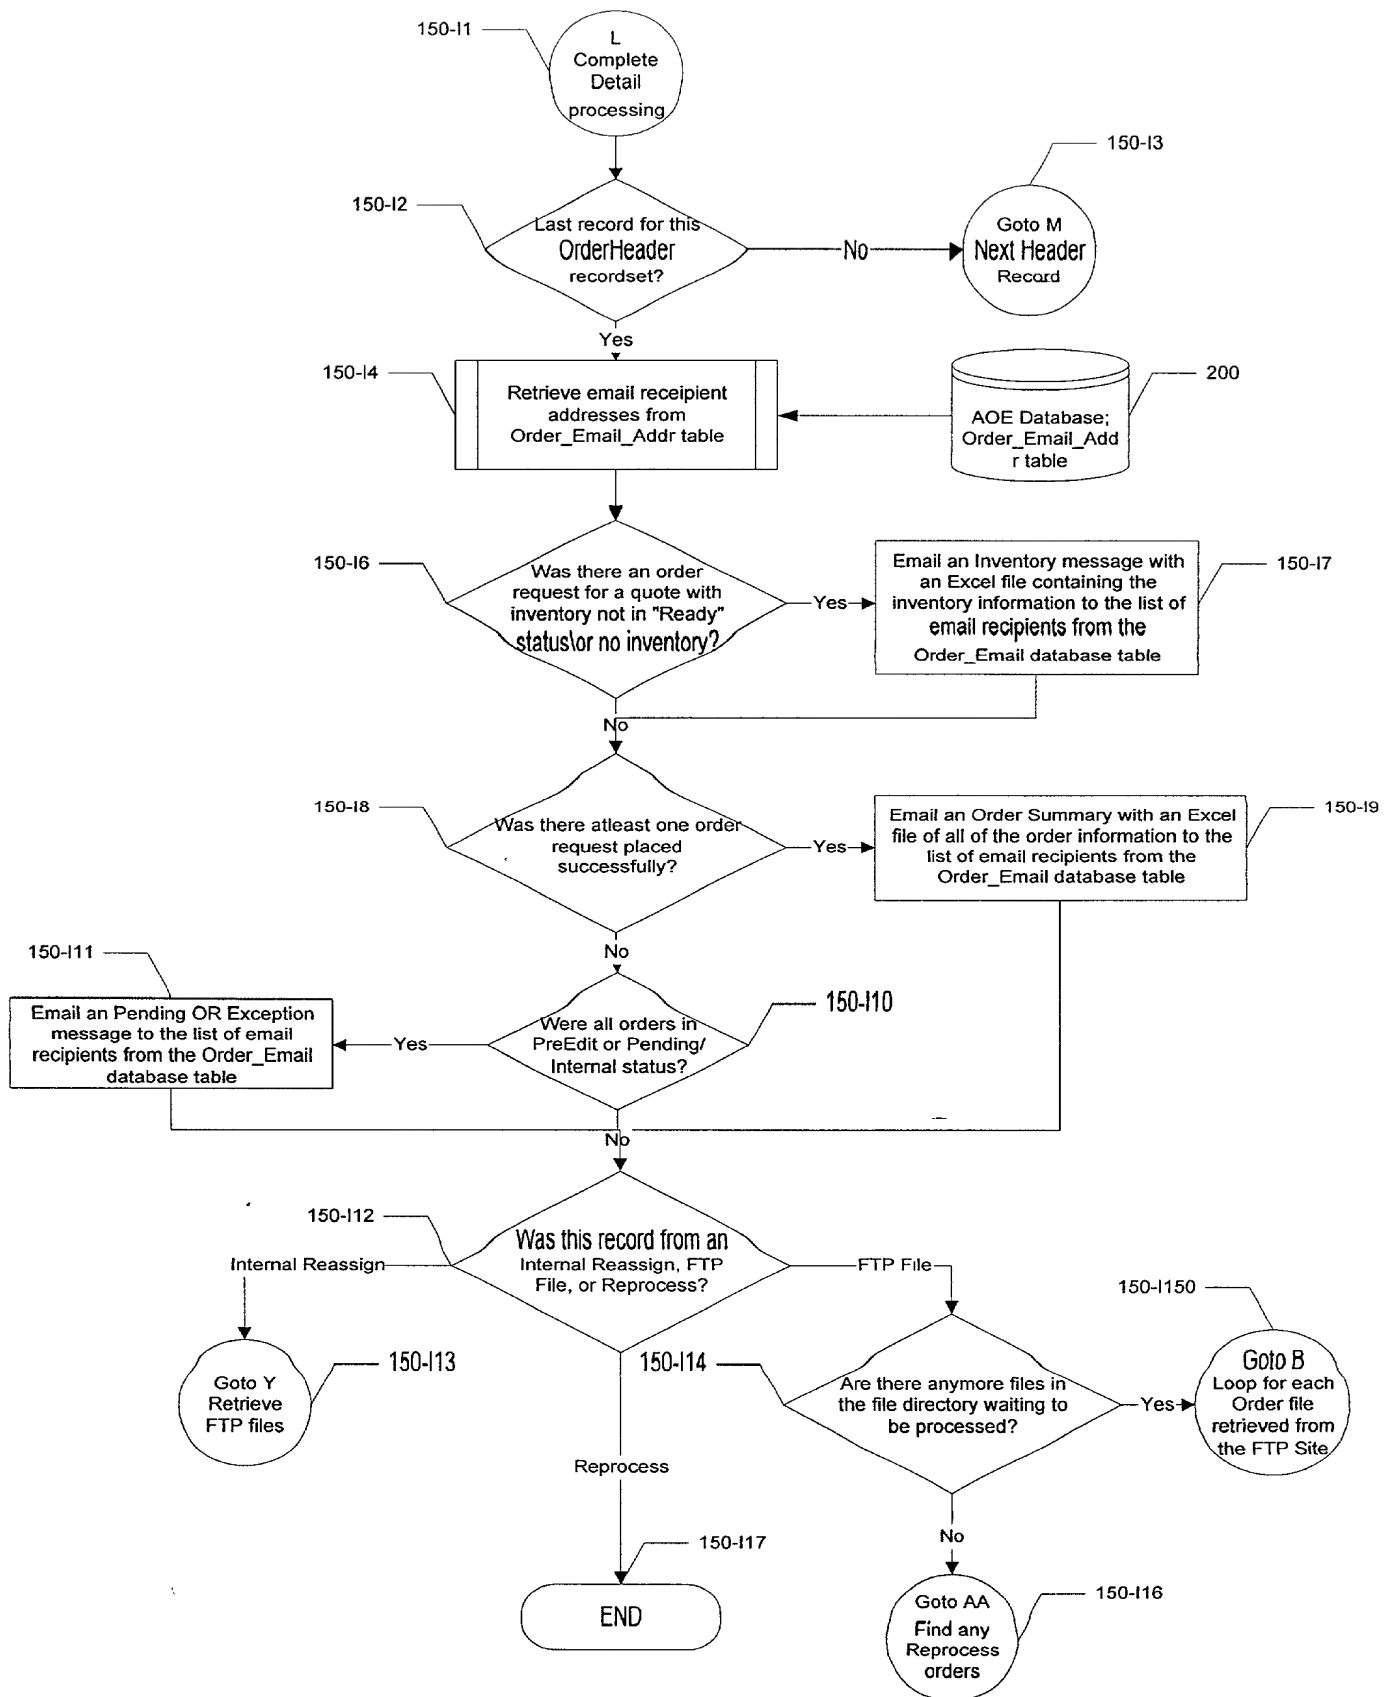 150-I1
L
Complete
Detail
processing
150-I3
150-I2
Last record for this
OrderHeader
recordset?
No
Goto M
Next Header
Record
Yes
150-I4
Retrieve email receipient
addresses from
Order_Email_Addr table
200
AOE Database;
Order_Email_Add
r table
150-I6
Was there an order
request for a quote with
inventory not in "Ready"
status\or no inventory?
Yes
Email an Inventory message with
an Excel file containing the
inventory information to the list of
email recipients from the
Order_Email database table
150-I7
No
150-I8
Was there atleast one order
request placed
successfully?
Yes
Email an Order Summary with an Excel
file of all of the order information to the
list of email recipients from the
Order_Email database table
150-I9
No
150-I11
Email an Pending OR Exception
message to the list of email
recipients from the Order_Email
database table
Yes
Were all orders in
PreEdit or Pending/
Internal status?
150-I10
No
150-I12
Was this record from an
Internal Reassign, FTP
File, or Reprocess?
Internal Reassign
FTP File
150-I150
Goto Y
Retrieve
FTP files
150-I13
150-I14
Are there anymore files in
the file directory waiting to
be processed?
Yes
Goto B
Loop for each
Order file
retrieved from
the FTP Site
Reprocess
No
150-I17
END
Goto AA
Find any
Reprocess
orders
150-I16